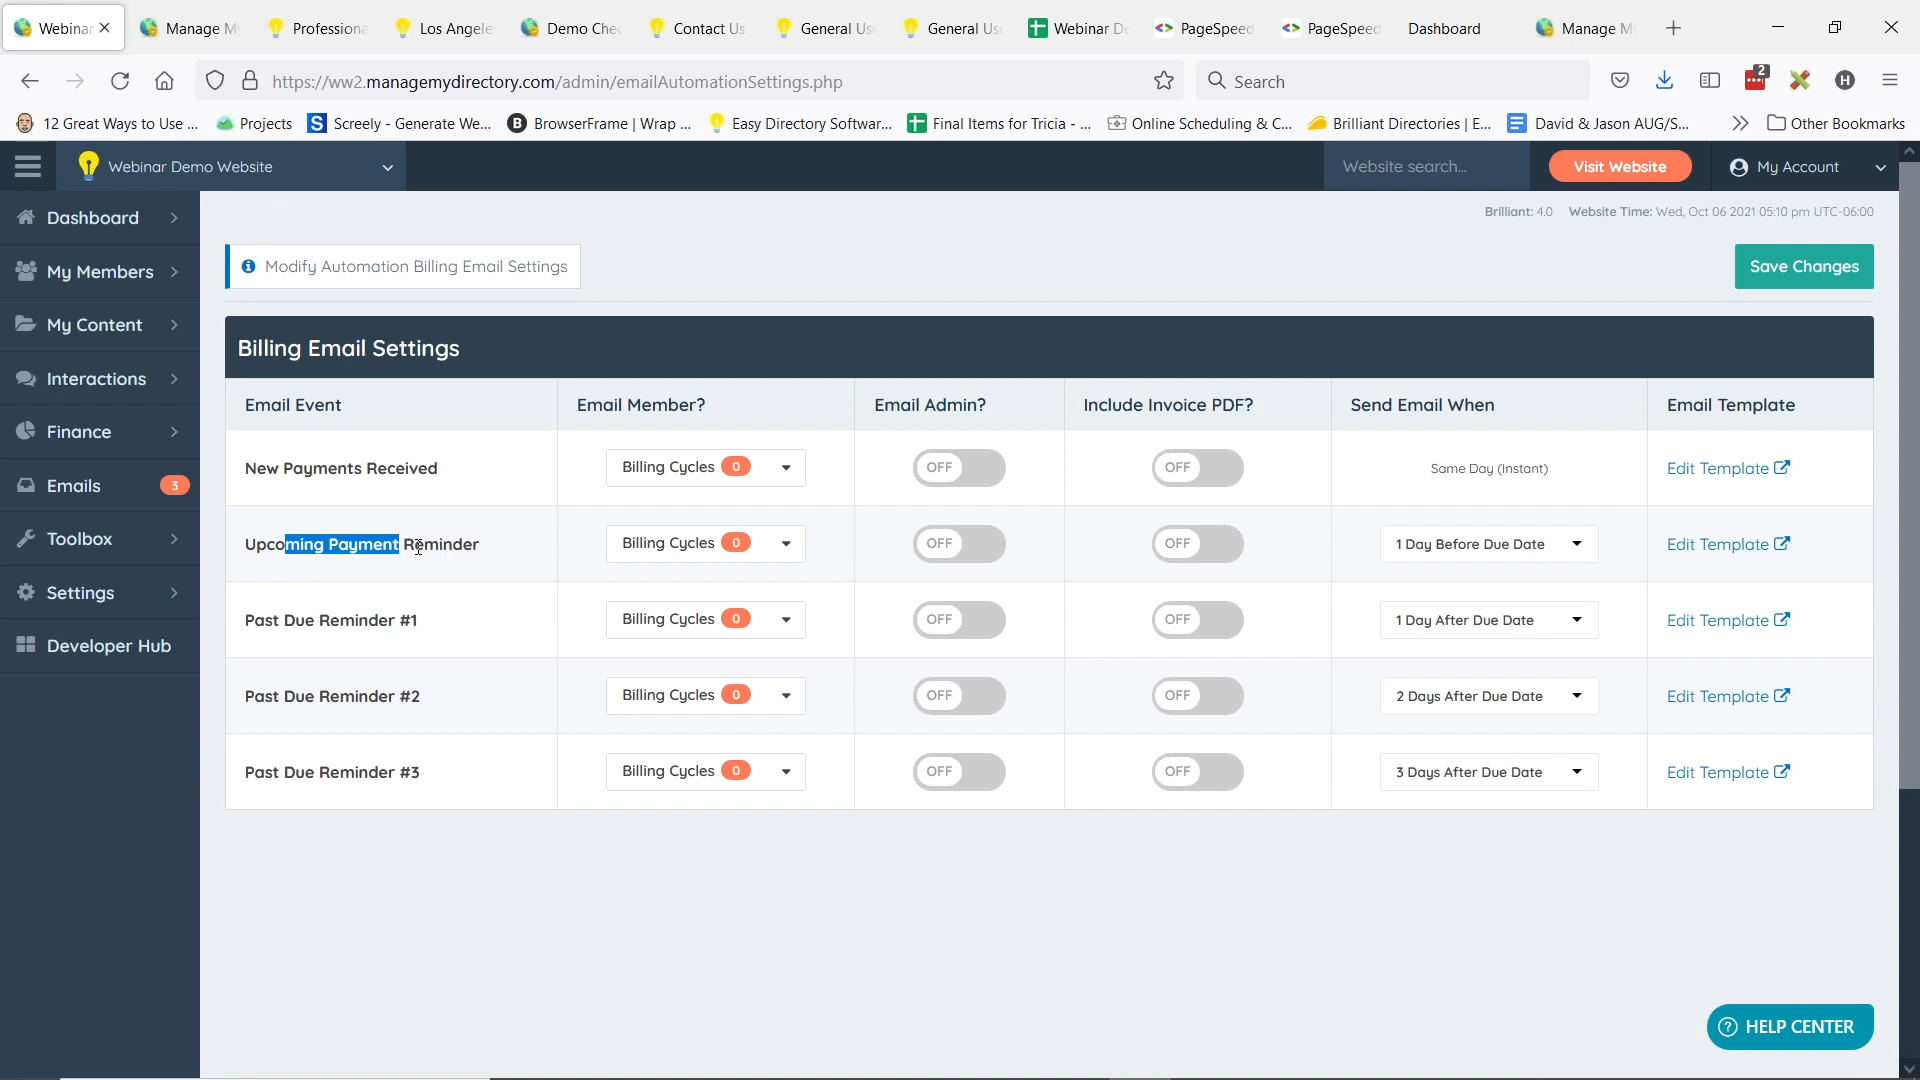 Webinar
Manage M
Professiona
Los Angele
Demo Chec
Contact Us
General Us
General Us
Webinar De
PageSpeed
PageSpeed
Dashboard
Manage M
https://ww2.managemydirectory.com/admin/emailAutomationSettings.php
Search
2
H
12 Great Ways to Use ...
Projects
S Screely - Generate We...
B BrowserFrame | Wrap ...
Easy Directory Softwar...
Final Items for Tricia - ...
Online Scheduling & C...
Brilliant Directories | E...
David & Jason AUG/S...
Other Bookmarks
Webinar Demo Website
Website search...
Visit Website
My Account
Brilliant: 4.0 Website Time: Wed, Oct 06 2021 05:10 pm UTC-06:00
Dashboard
My Members
My Content
Interactions
Finance
Emails 3
Toolbox
Settings
Developer Hub
Modify Automation Billing Email Settings
Save Changes
Billing Email Settings
Email Event Email Member? Email Admin? Include Invoice PDF? Send Email When Email Template
New Payments Received Billing Cycles 0 OFF OFF Same Day (Instant) Edit Template
Upcoming Payment Reminder Billing Cycles 0 OFF OFF 1 Day Before Due Date Edit Template
Past Due Reminder #1 Billing Cycles 0 OFF OFF 1 Day After Due Date Edit Template
Past Due Reminder #2 Billing Cycles 0 OFF OFF 2 Days After Due Date Edit Template
Past Due Reminder #3 Billing Cycles 0 OFF OFF 3 Days After Due Date Edit Template
? HELP CENTER